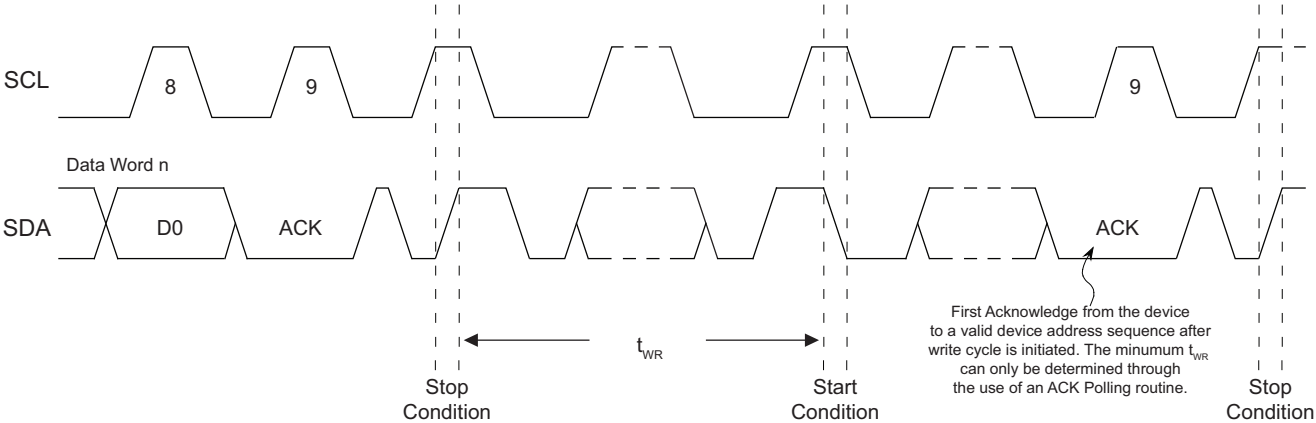 SCL
8
9
9
Data Word n
SDA
D0
ACK
ACK
First Acknowledge from the device
to a valid device address sequence after
write cycle is initiated. The minumum tWR
can only be determined through
the use of an ACK Polling routine.
tWR
Stop
Condition
Start
Condition
Stop
Condition